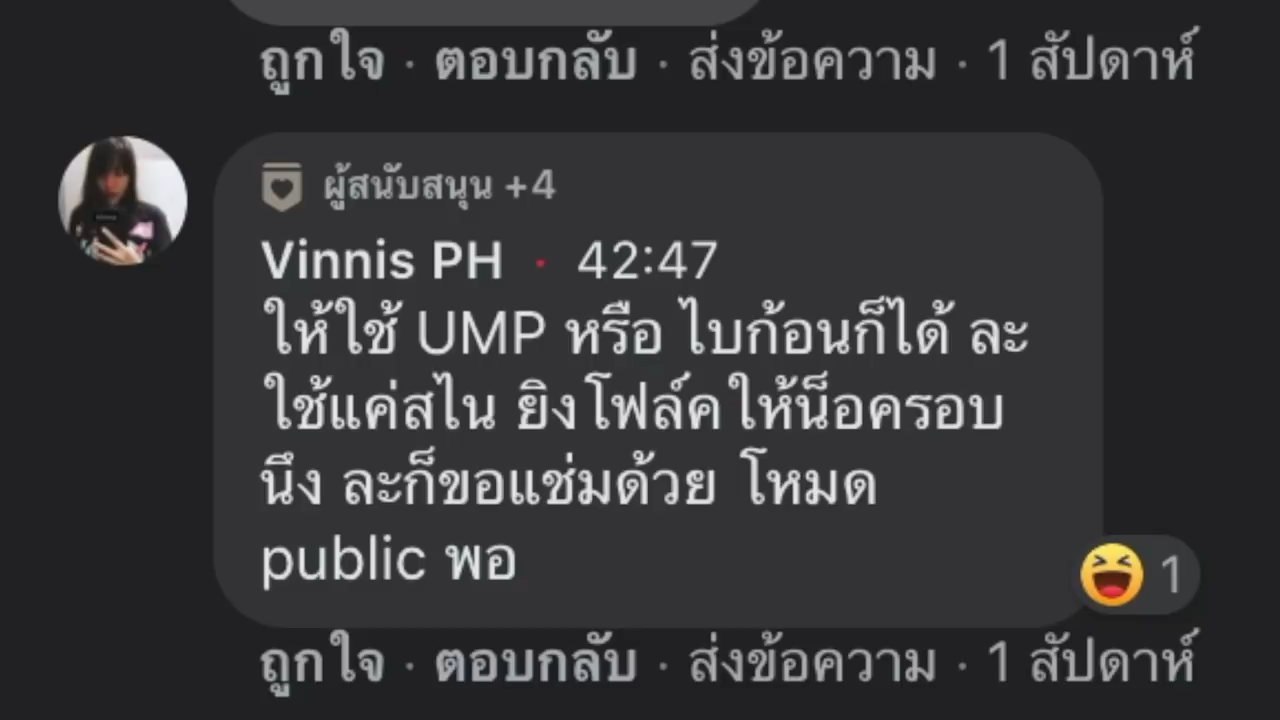 ถูกใจ · ตอบกลับ · ส่งข้อความ · 1 สัปดาห์
ผู้สนับสนุน +4
Vinnis PH · 42:47
ให้ใช้ UMP หรือ ไบก้อนก็ได้ ละ
ใช้แค่สไน ยิงโฟล์คให้น็อครอบ
นึง ละก็ขอแช่มด้วย โหมด
public พอ
1
ถูกใจ · ตอบกลับ · ส่งข้อความ · 1 สัปดาห์